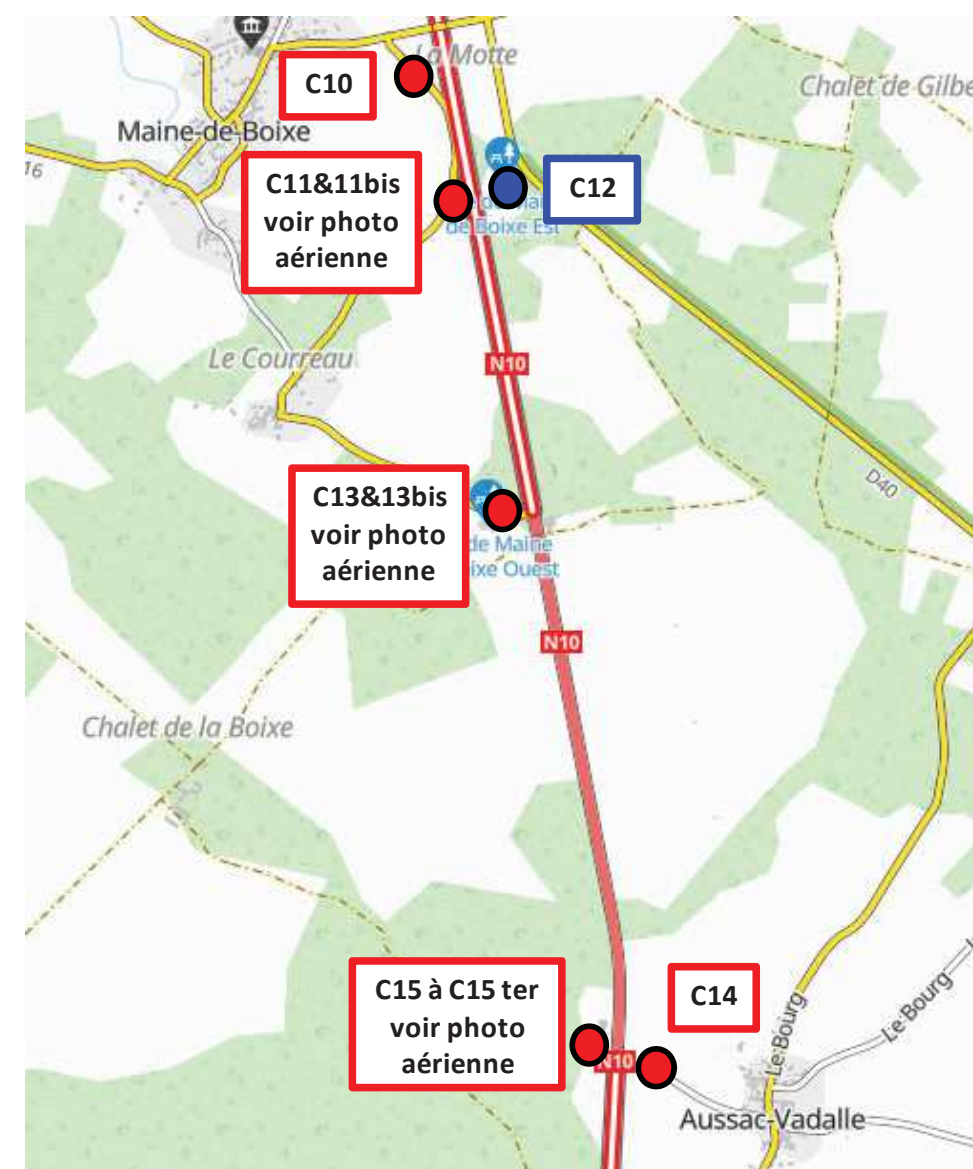 La Motte
C10
Chalet de Gilbe
Maine-de-Boixe
16
C11&11bis
voir photo
aérienne
C12
de Boixe Est
Le Courreau
N10
D40
C13&13bis
voir photo
aérienne
de Maine
ixe Ouest
N10
Chalet de la Boixe
C15 à C15 ter
voir photo
aérienne
C14
Le Bourg
Le Bourg
N10
Aussac-Vadalle